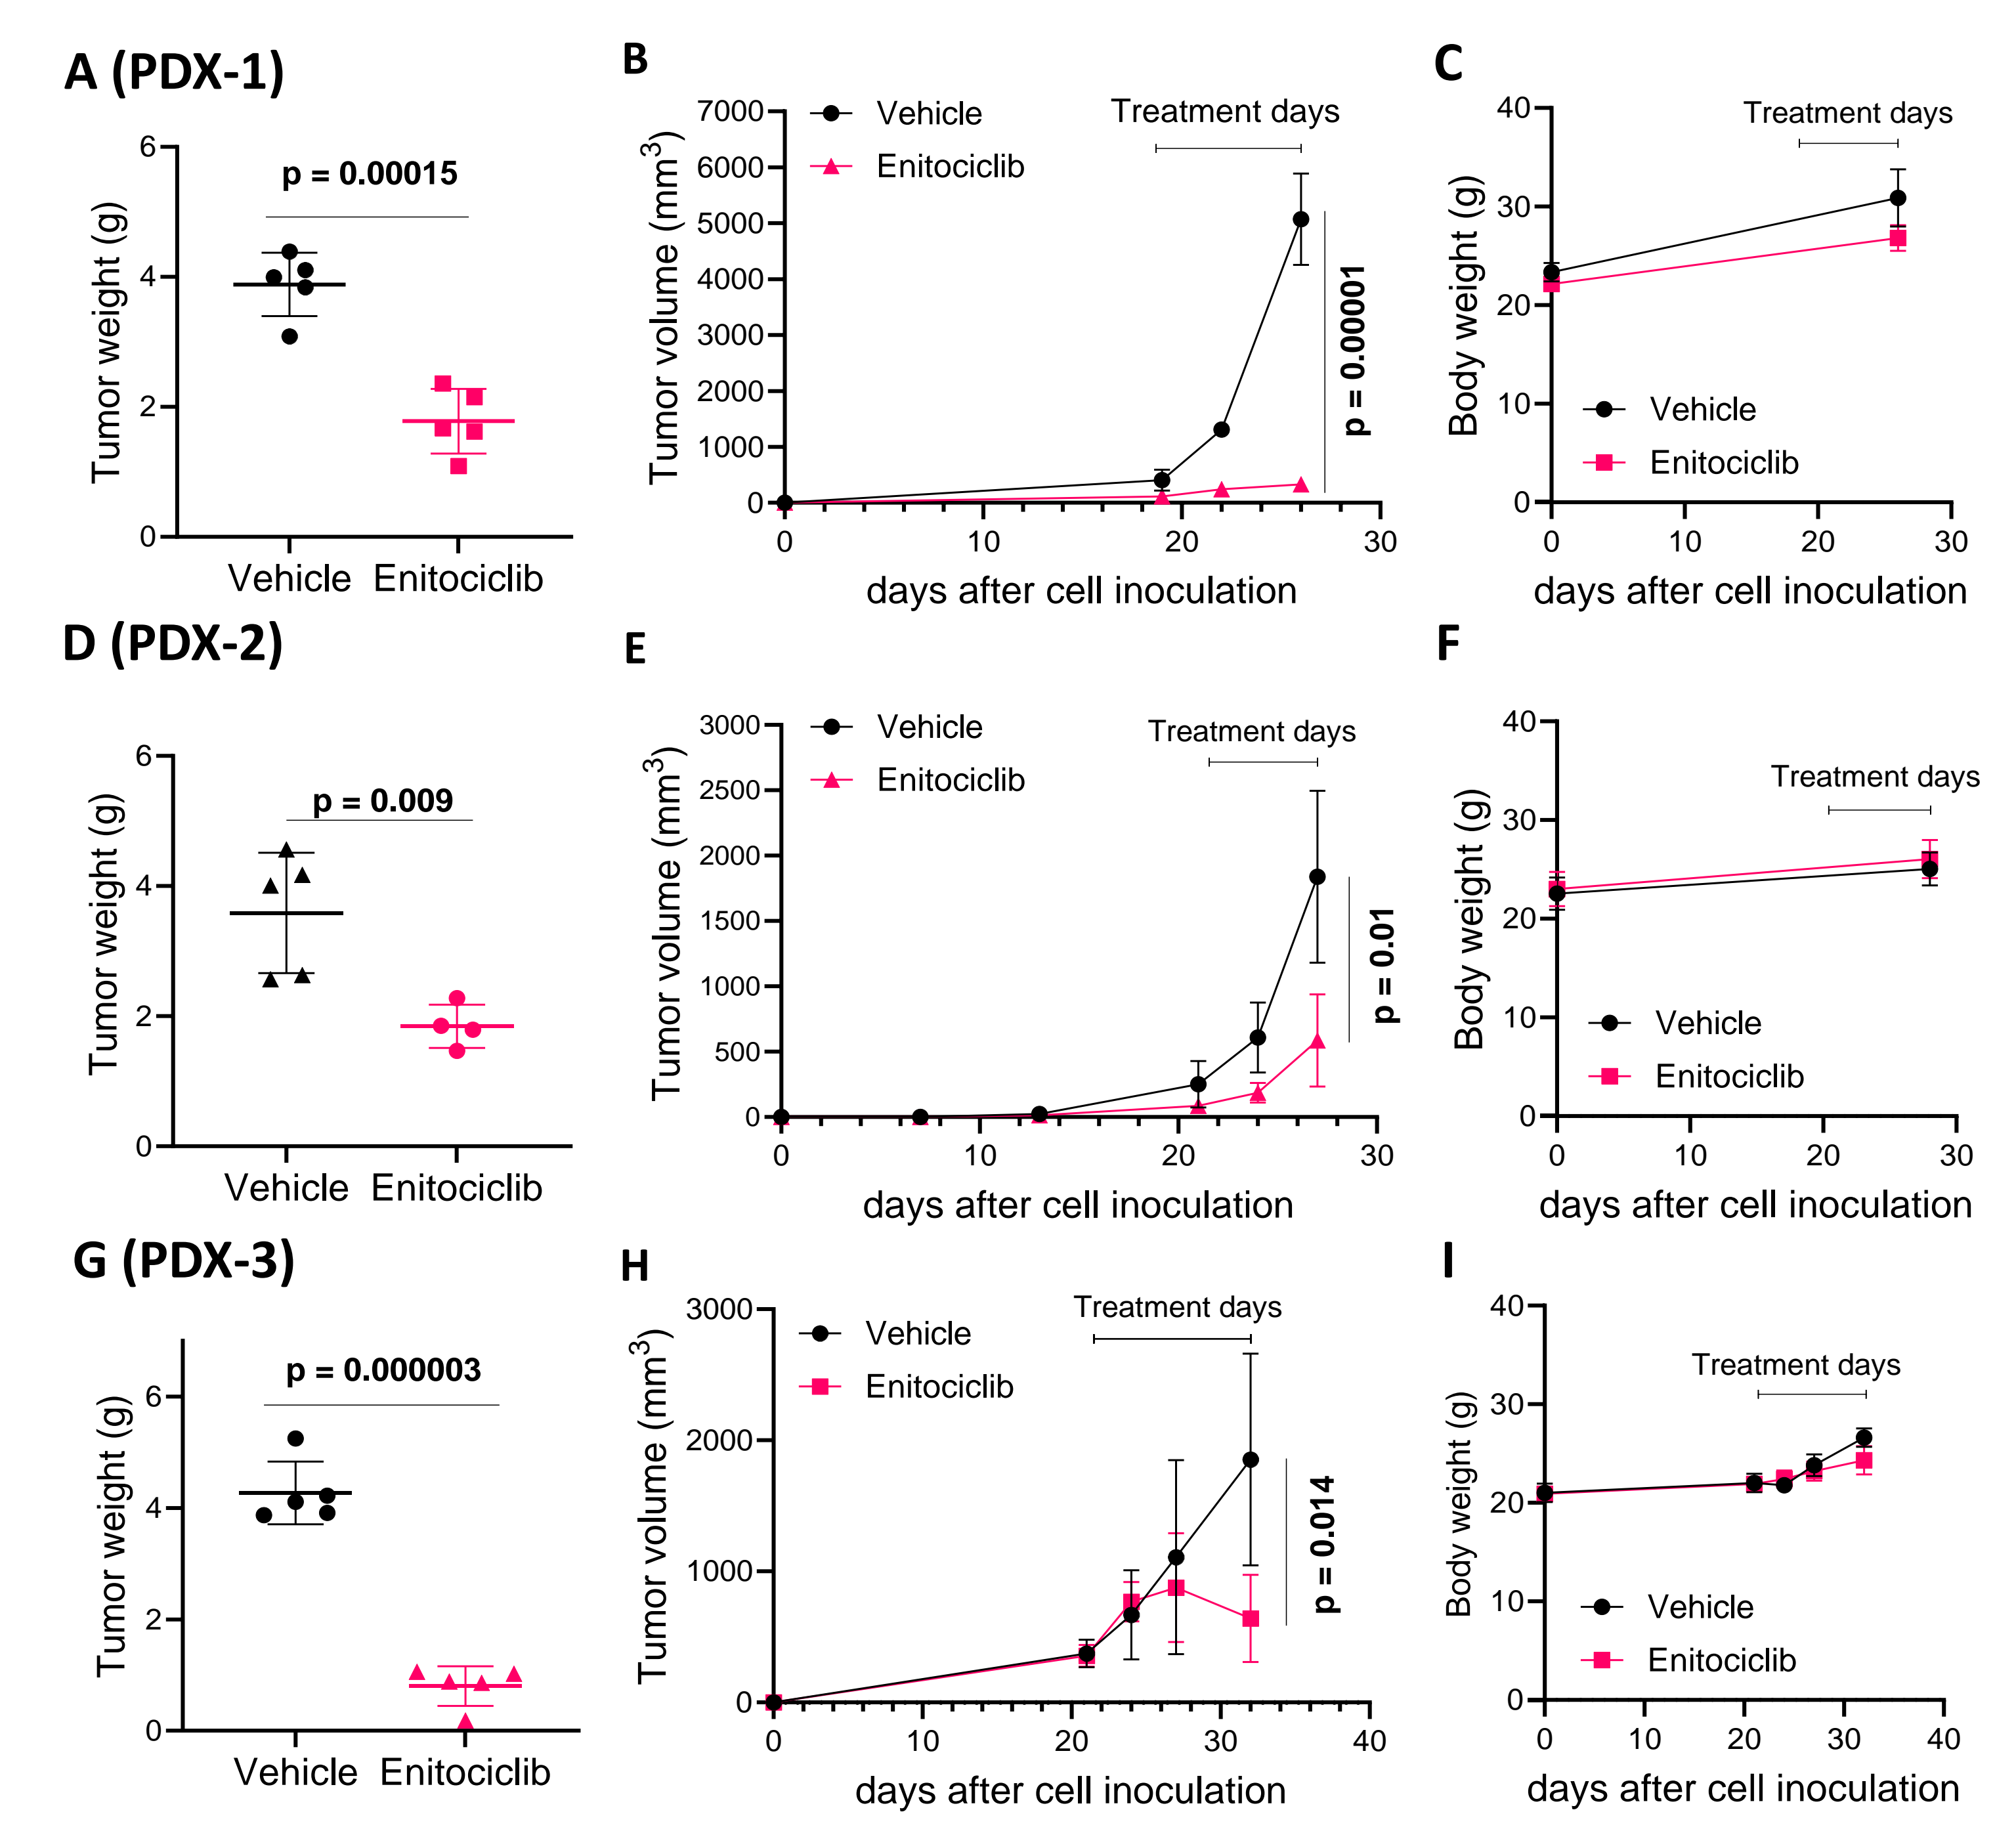 A (PDX-1)
6
4
2
0
Tumor weight (g)
p = 0.00015
Vehicle Enitociclib
B
7000
6000
5000
4000
3000
2000
1000
0
Tumor volume (mm³)
Vehicle
Enitociclib
Treatment days
p = 0.00001
0 10 20 30
days after cell inoculation
C
40
30
20
10
0
Body weight (g)
Treatment days
Vehicle
Enitociclib
0 10 20 30
days after cell inoculation
D (PDX-2)
6
4
2
0
Tumor weight (g)
p = 0.009
Vehicle Enitociclib
E
3000
2500
2000
1500
1000
500
0
Tumor volume (mm³)
Vehicle
Enitociclib
Treatment days
p = 0.01
0 10 20 30
days after cell inoculation
F
40
30
20
10
0
Body weight (g)
Treatment days
Vehicle
Enitociclib
0 10 20 30
days after cell inoculation
G (PDX-3)
6
4
2
0
Tumor weight (g)
p = 0.000003
Vehicle Enitociclib
H
3000
2000
1000
0
Tumor volume (mm³)
Vehicle
Enitociclib
Treatment days
p = 0.014
0 10 20 30 40
days after cell inoculation
I
40
30
20
10
0
Body weight (g)
Treatment days
Vehicle
Enitociclib
0 10 20 30 40
days after cell inoculation